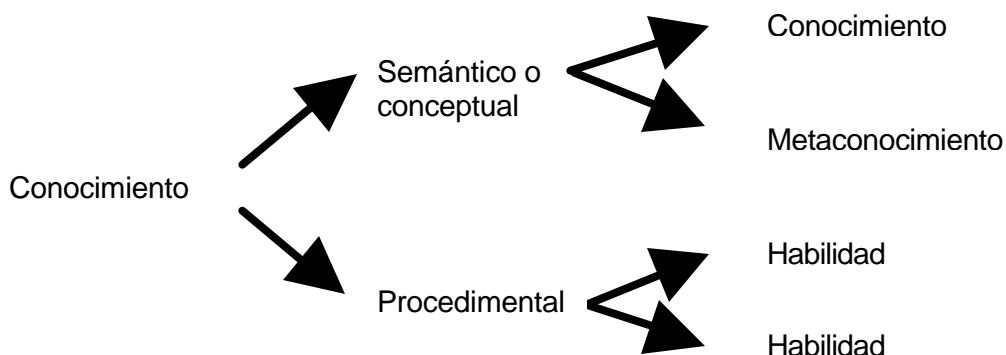 Conocimiento
Semántico o
conceptual
Metaconocimiento
Conocimiento
Habilidad
Procedimental
Habilidad